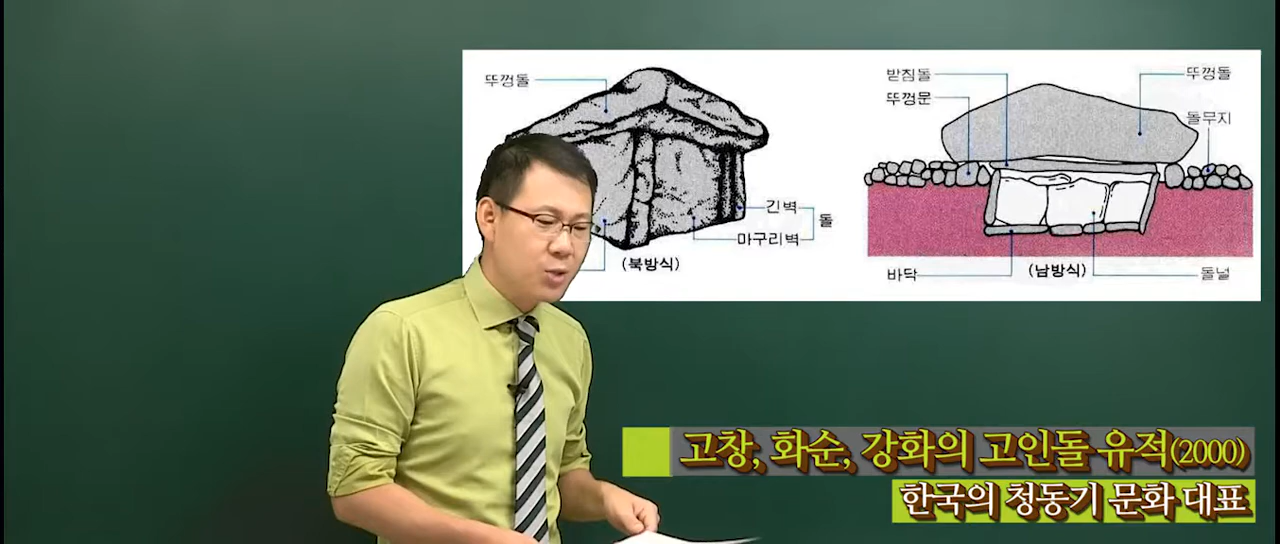 뚜껑돌
긴벽
마구리벽
돌
(북방식)
받침돌
뚜껑문
뚜껑돌
돌무지
바닥
(남방식)
돌널
고창, 화순, 강화의 고인돌 유적(2000)
한국의 청동기 문화 대표